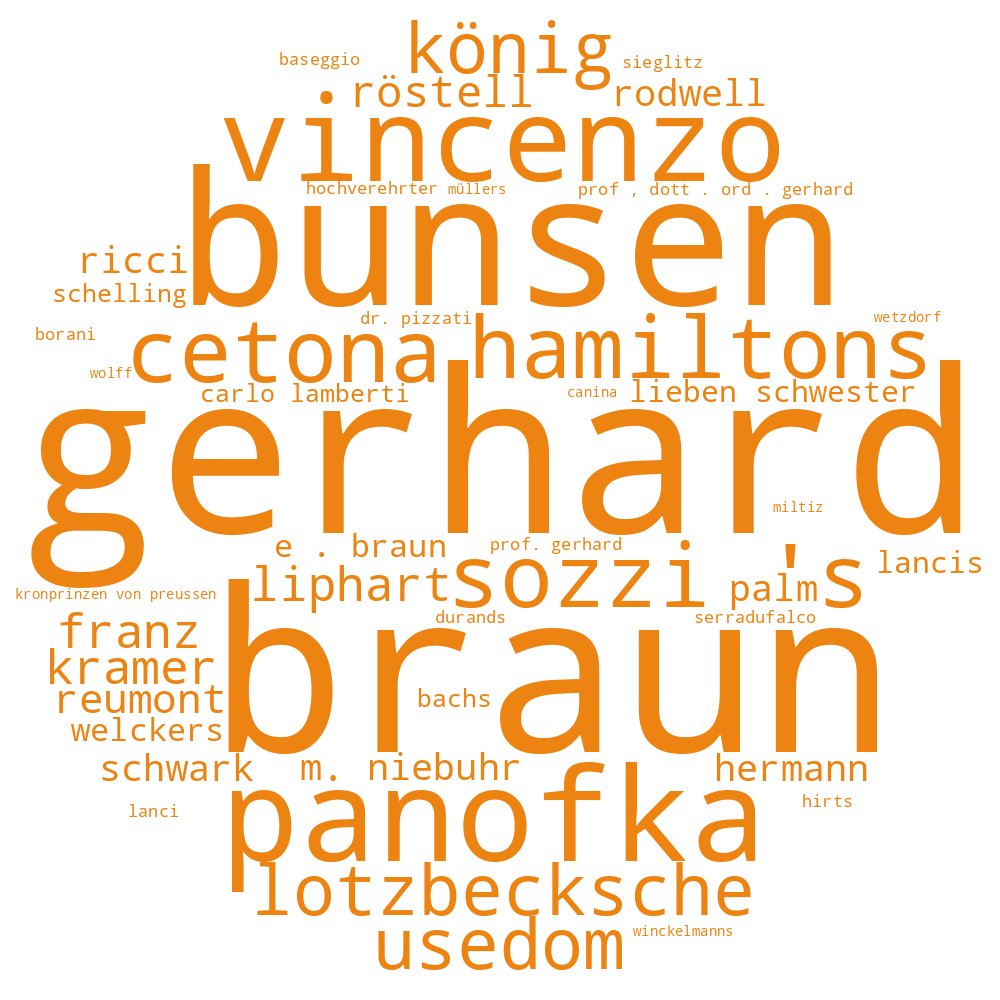 könig
baseggio
sieglitz
röstell
rodwell
vincenzo
hochverehrter
müllers
prof , dott . ord . gerhard
bunsen
ricci
schelling
dr. pizzati
wetzdorf
borani
cetona
hamiltons
wolff
carlo lamberti
canina
lieben schwester
gerhard
miltiz
e . braun
prof. gerhard
lancis
liphart
sozzi
palm's
kronprinzen von preussen
durands
serradufalco
franz
kramer
braun
reumont
bachs
welckers
schwark
m. niebuhr
hermann
panofka
lanci
hirts
lotzbecksche
usedom
winckelmanns